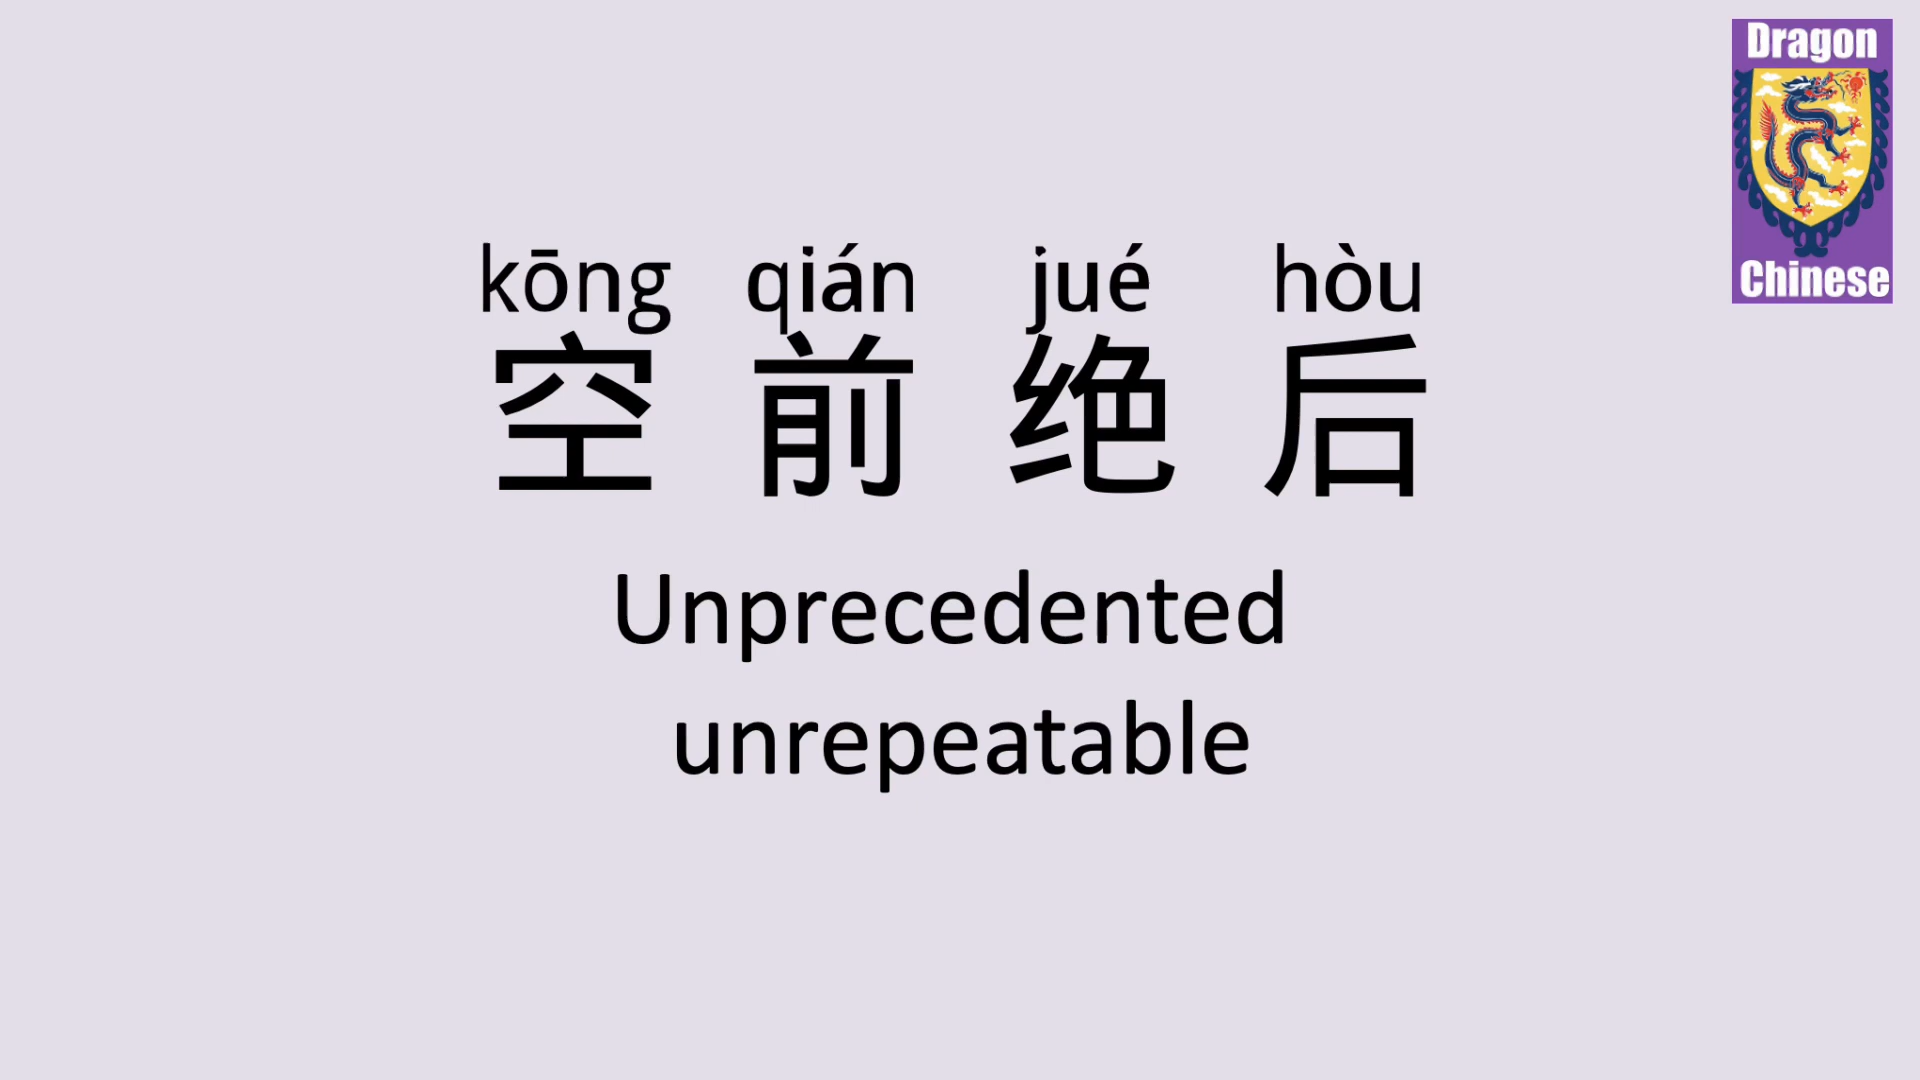 kōng qián jué hòu
空前绝后
Unprecedented
unrepeatable
Dragon
Chinese